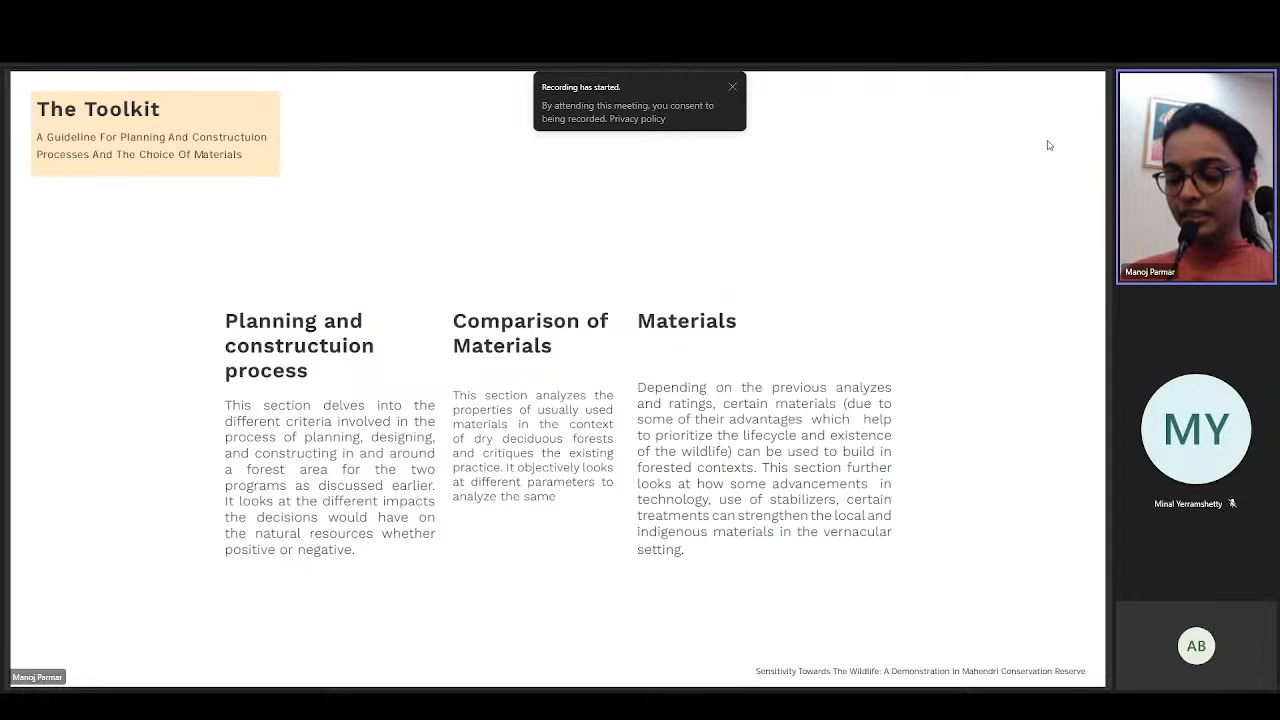 Recording has started.
By attending this meeting, you consent to
being recorded. Privacy policy
The Toolkit
A Guideline For Planning And Constructuion
Processes And The Choice Of Materials
Planning and
constructuion
process
This section delves into the
different criteria involved in the
process of planning, designing,
and constructing in and around
a forest area for the two
programs as discussed earlier.
It looks at the different impacts
the decisions would have on
the natural resources whether
positive or negative.
Comparison of
Materials
This section analyzes the
properties of usually used
materials in the context
of dry deciduous forests
and critiques the existing
practice. It objectively looks
at different parameters to
analyze the same
Materials
Depending on the previous analyzes
and ratings, certain materials (due to
some of their advantages which help
to prioritize the lifecycle and existence
of the wildlife) can be used to build in
forested contexts. This section further
looks at how some advancements in
technology, use of stabilizers, certain
treatments can strengthen the local and
indigenous materials in the vernacular
setting.
Sensitivity Towards The Wildlife: A Demonstration In Mahendri Conservation Reserve
Manoj Parmar
Manoj Parmar
MY
Minal Yerramshetty
AB